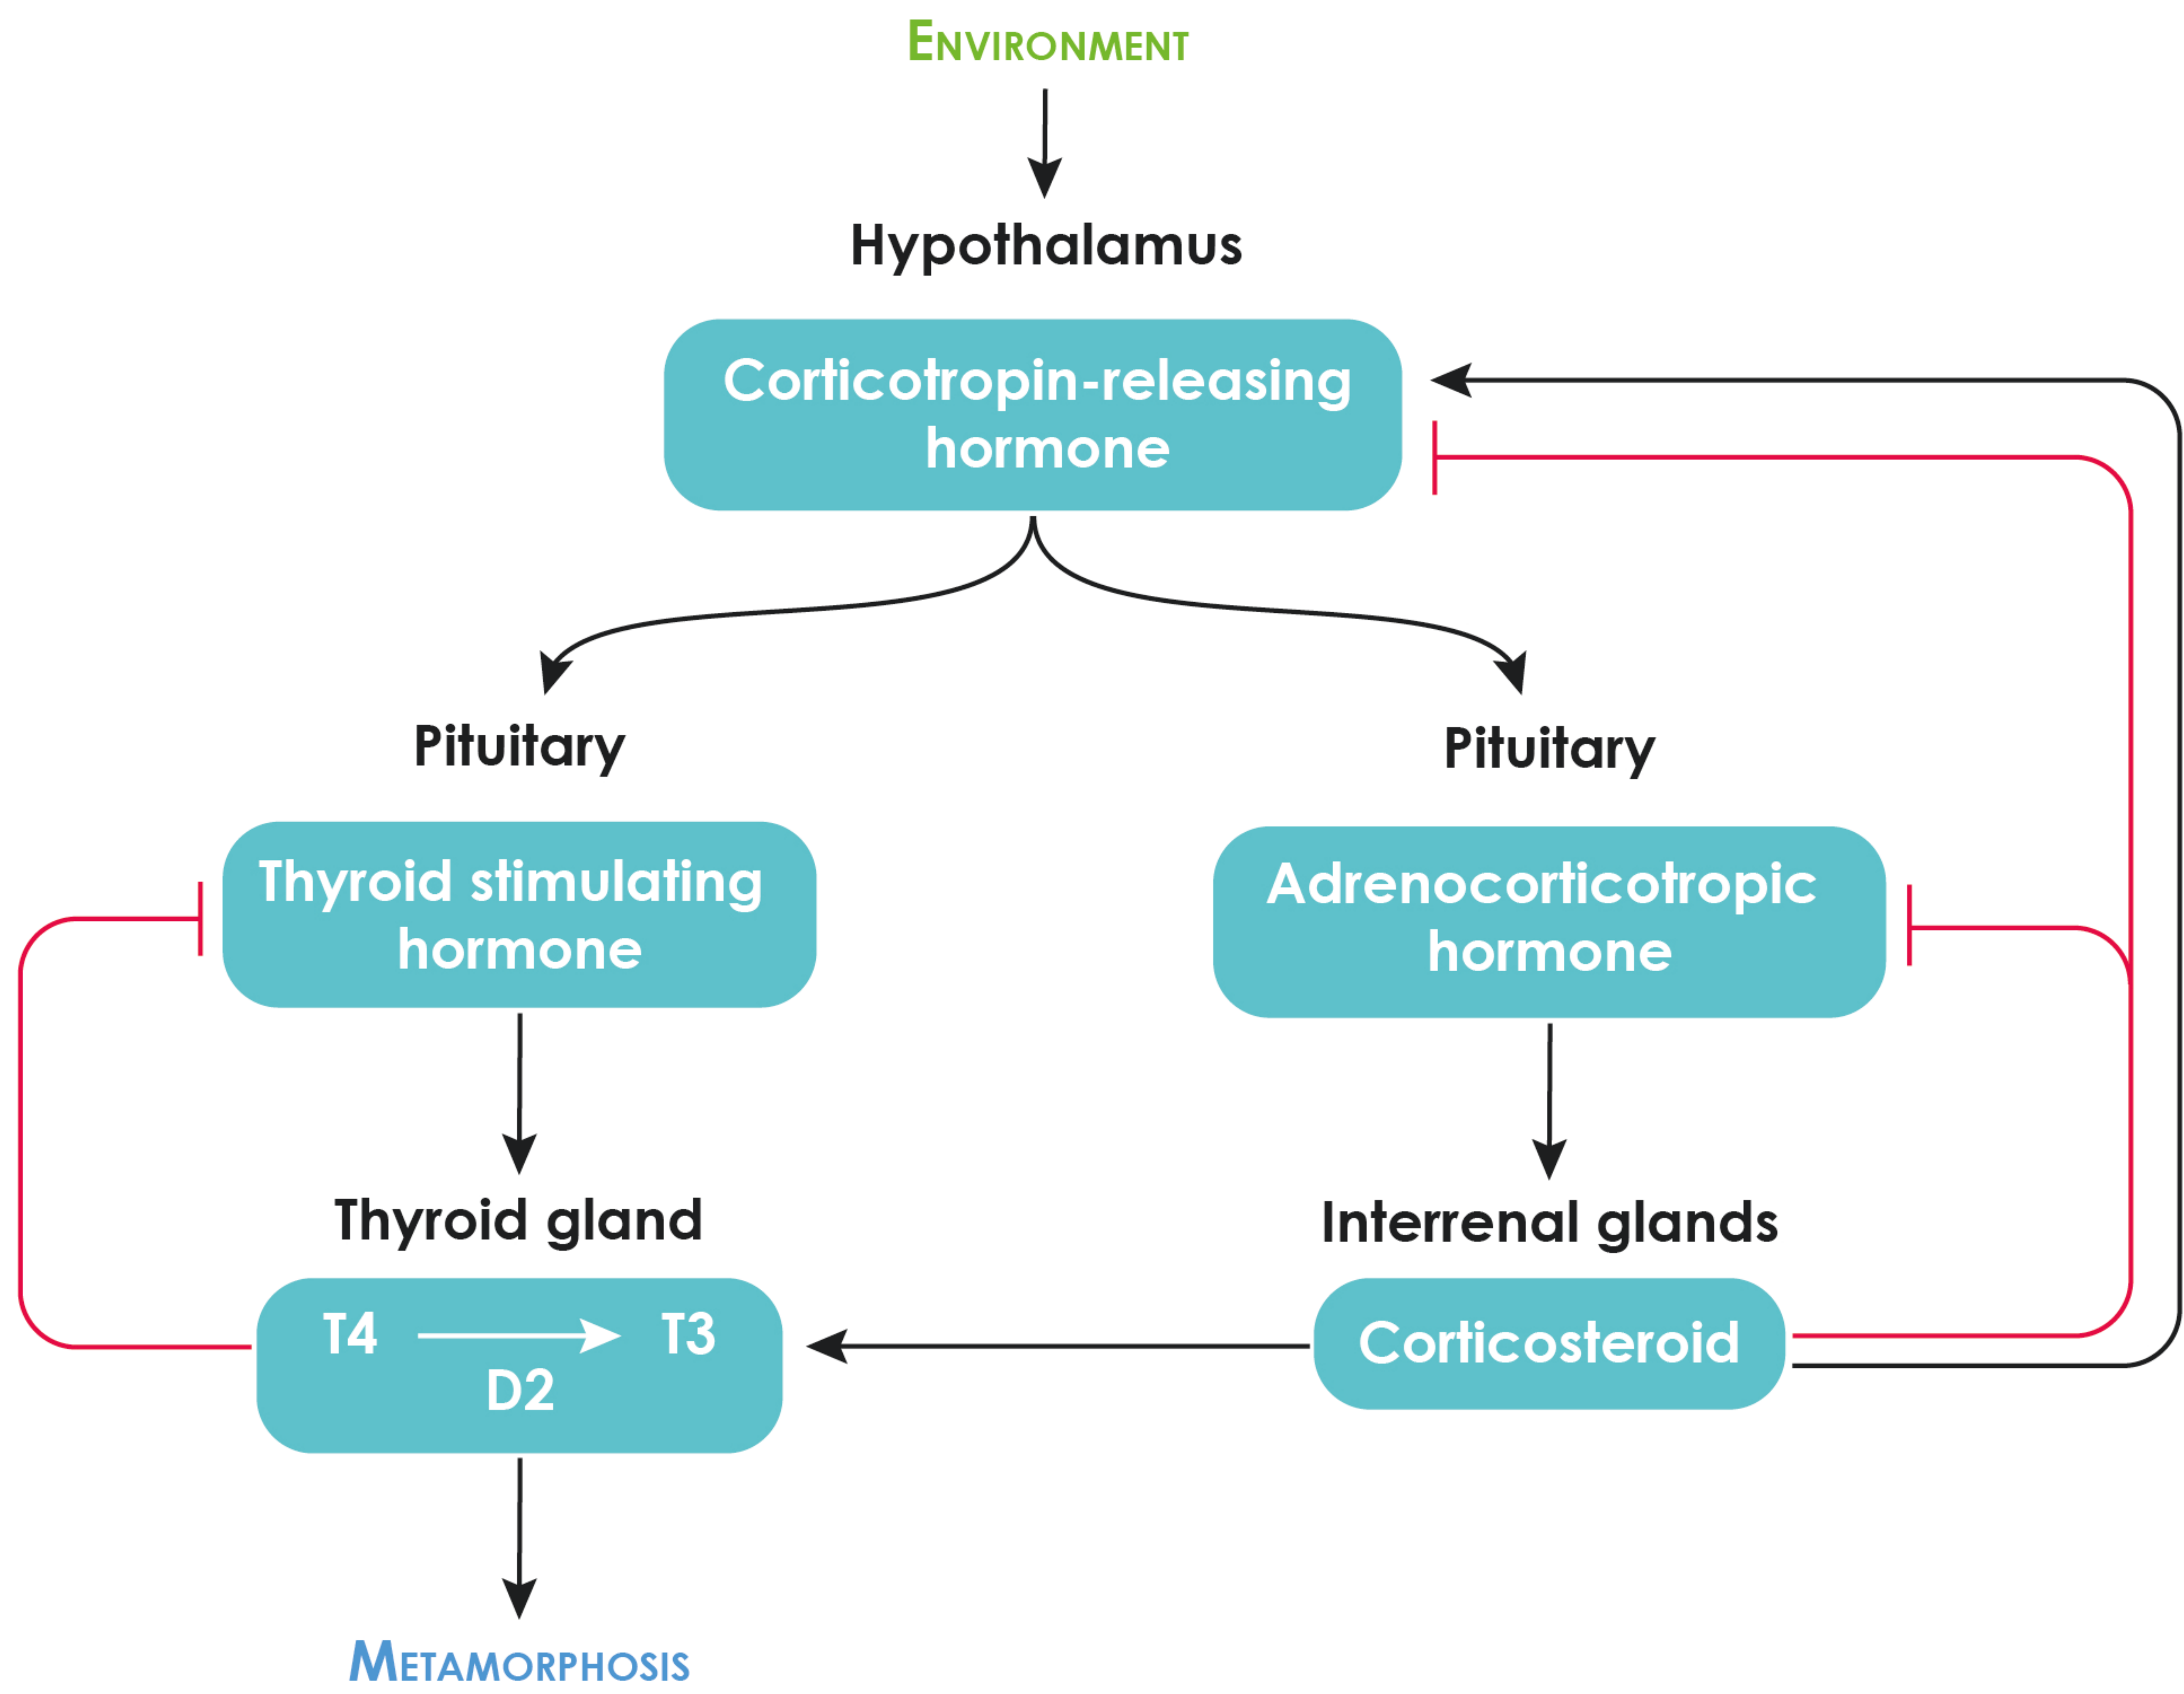 ENVIRONMENT
Hypothalamus
Corticotropin-releasing
hormone
Pituitary
Pituitary
Thyroid stimulating
hormone
Adrenocorticotropic
hormone
Thyroid gland
Interrenal glands
T4
T3
D2
Corticosteroid
METAMORPHOSIS